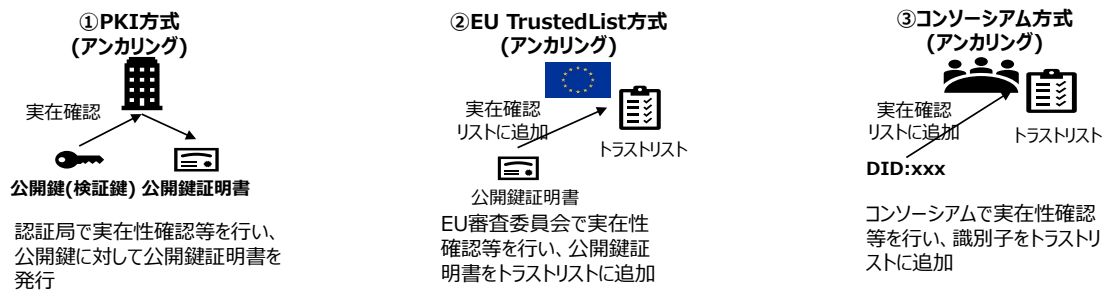 ①PKI方式
(アンカリング)
実在確認
公開鍵(検証鍵) 公開鍵証明書
認証局で実在性確認等を行い、
公開鍵に対して公開鍵証明書を
発行
②EU TrustedList方式
(アンカリング)
実在確認
リストに追加
トラストリスト
公開鍵証明書
EU審査委員会で実在性
確認等を行い、公開鍵証
明書をトラストリストに追加
③コンソーシアム方式
(アンカリング)
実在確認
リストに追加
トラストリスト
DID:xxx
コンソーシアムで実在性確認
等を行い、識別子をトラストリ
ストに追加